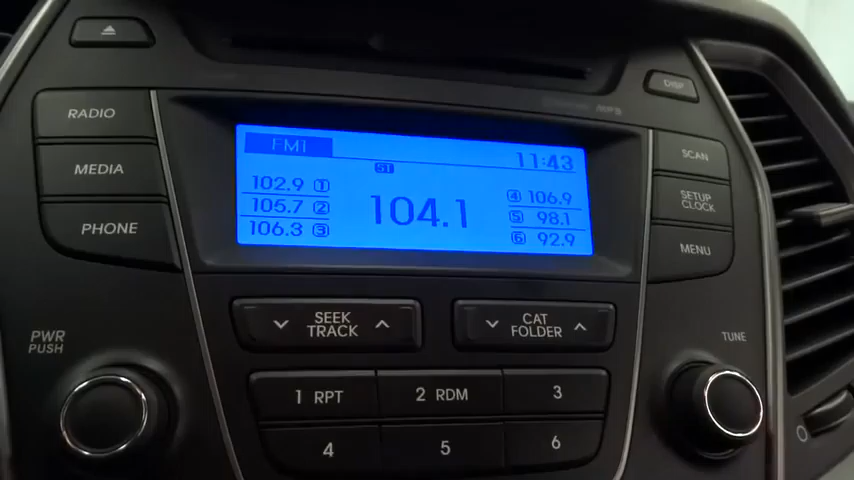 DISP
RADIO
MEDIA
PHONE
FM1
11:43
ST
102.9 1
105.7 2
106.3 3
104.1
4 106.9
5 98.1
6 92.9
SCAN
SETUP
CLOCK
MENU
PWR
PUSH
SEEK
TRACK
CAT
FOLDER
TUNE
1 RPT
2 RDM
3
4
5
6